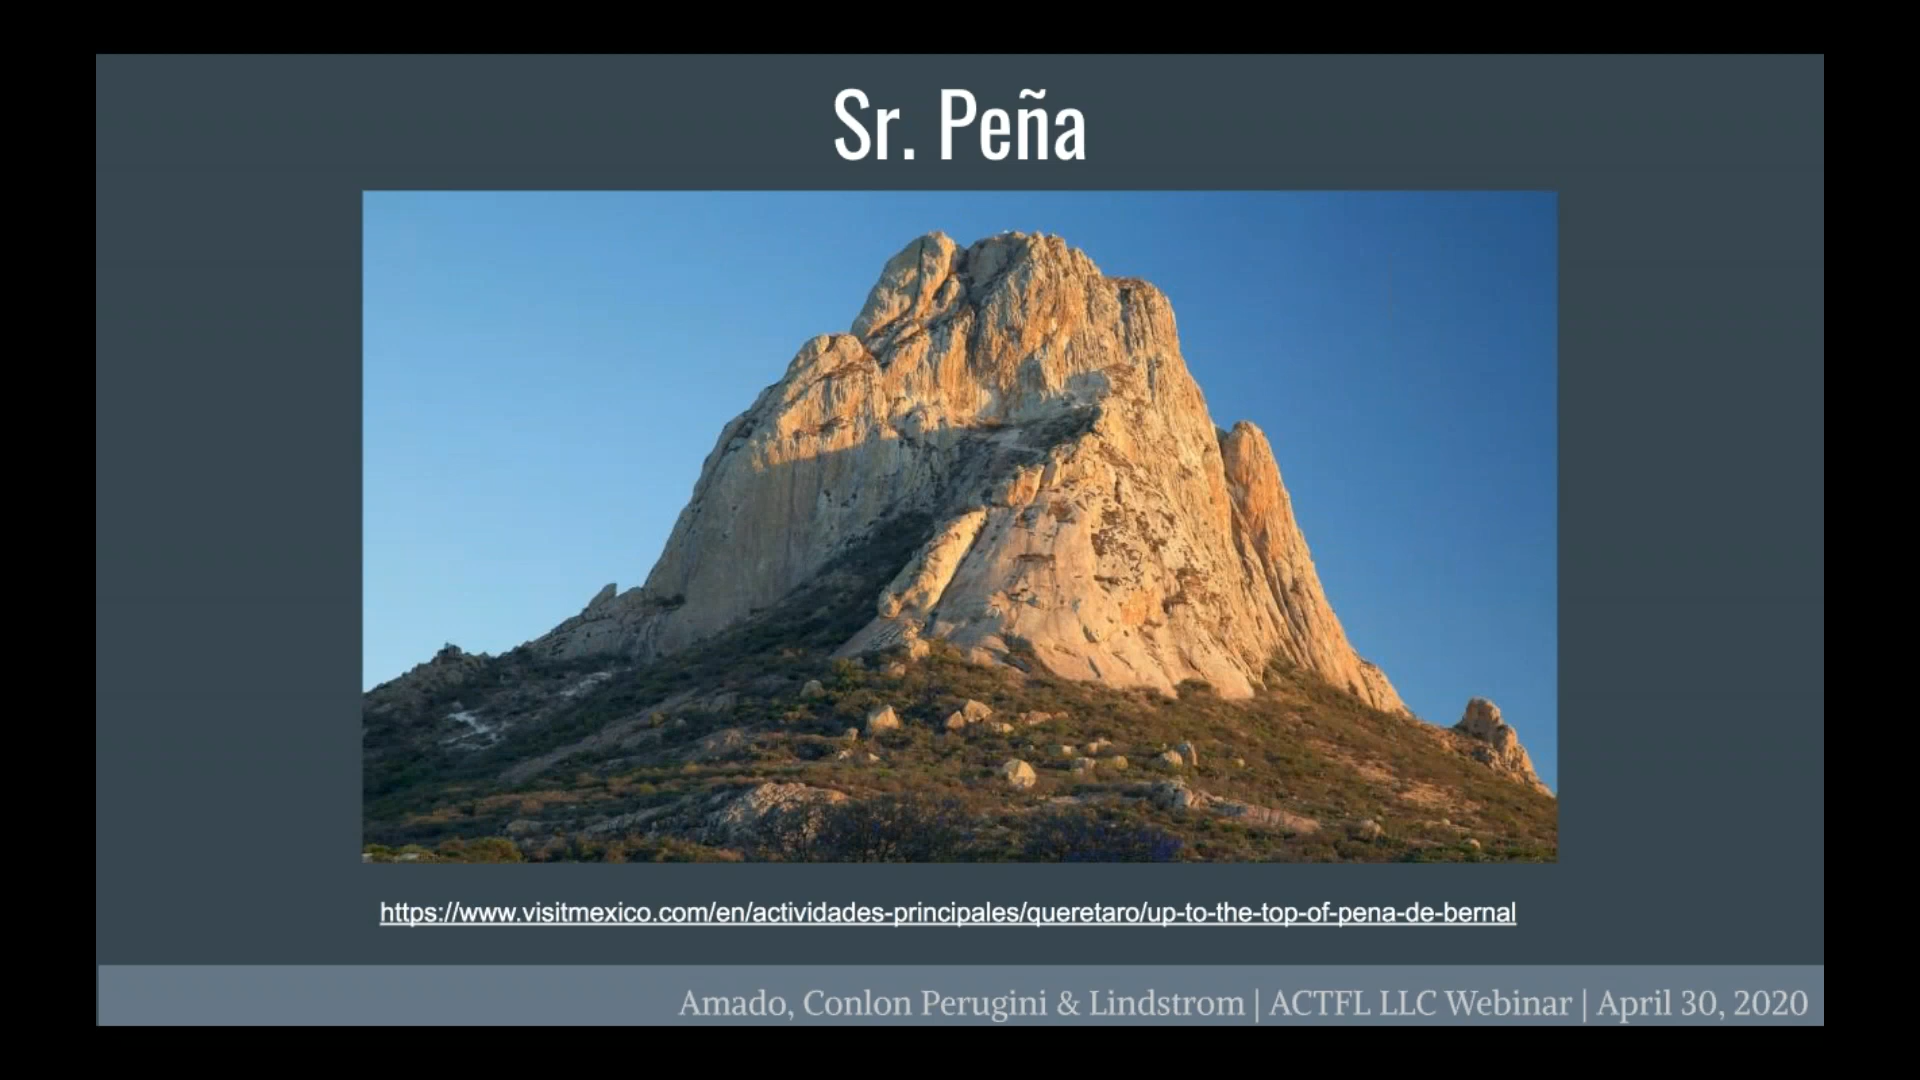 Sr. Peña
https://www.visitmexico.com/en/actividades-principales/queretaro/up-to-the-top-of-pena-de-bernal
Amado, Conlon Perugini & Lindstrom | ACTFL LLC Webinar | April 30, 2020